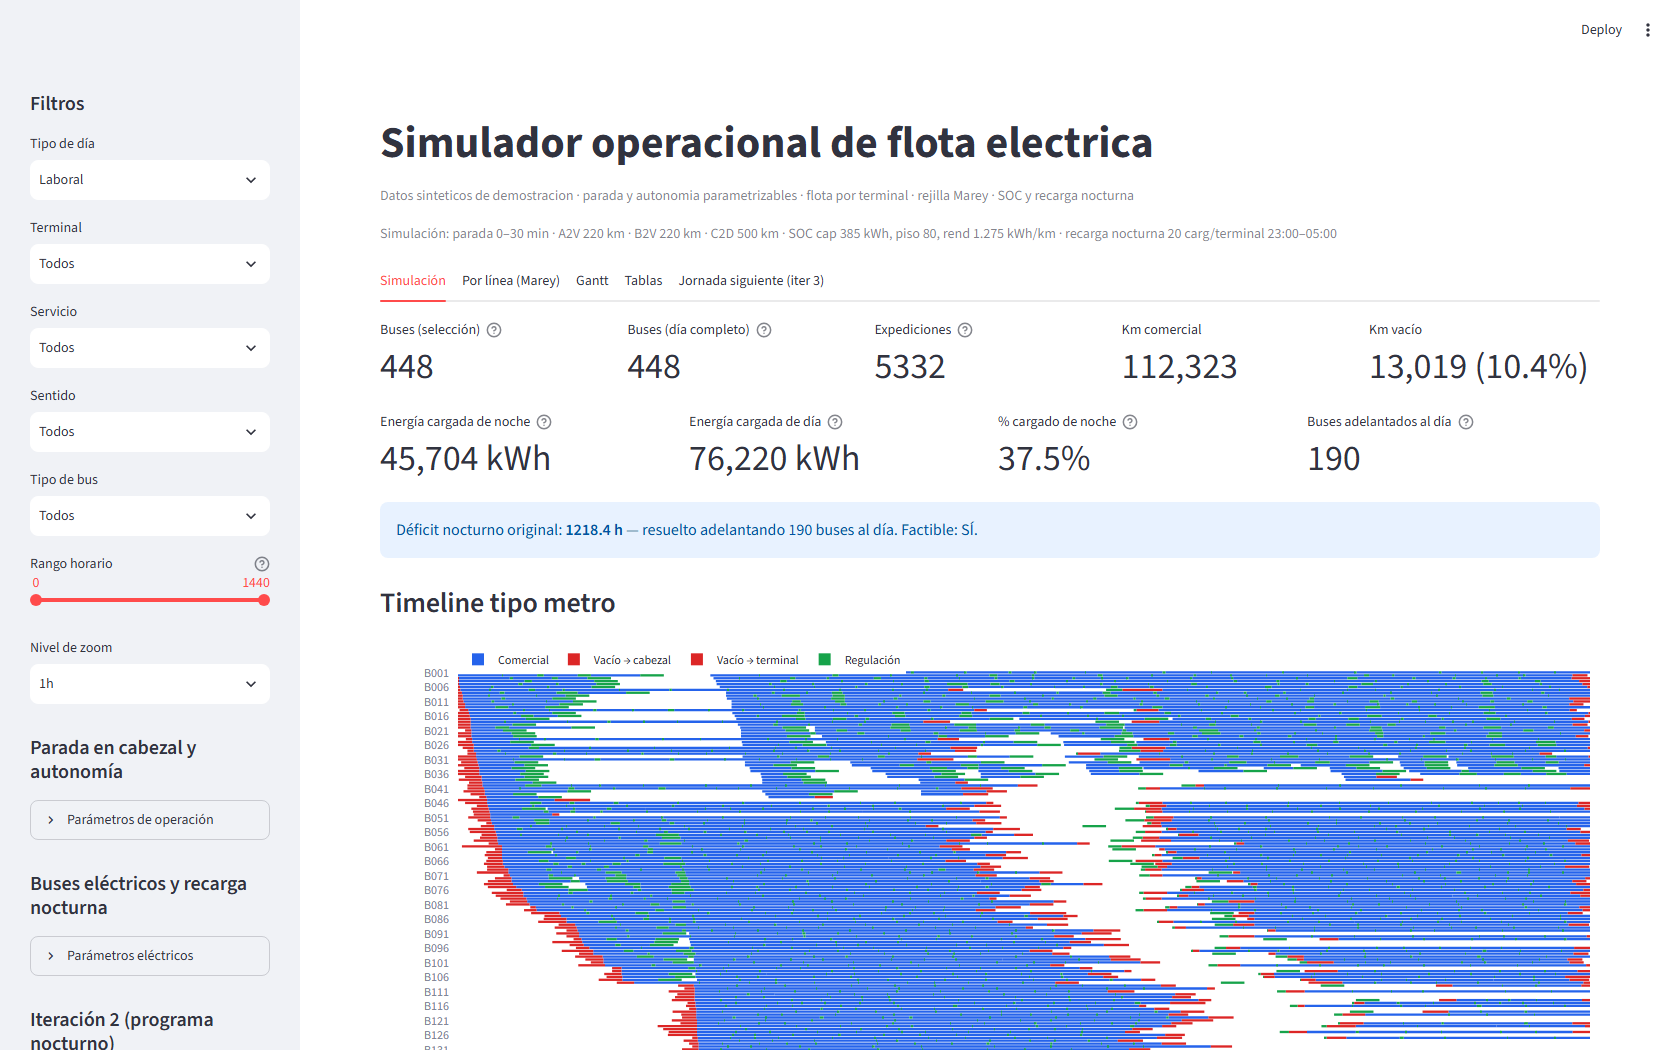 Deploy
Filtros
Tipo de día
Laboral
Terminal
Todos
Servicio
Todos
Sentido
Todos
Tipo de bus
Todos
Rango horario
0 1440
Nivel de zoom
1h
Parada en cabezal y
autonomía
Parámetros de operación
Buses eléctricos y recarga
nocturna
Parámetros eléctricos
Iteración 2 (programa
nocturno)
Simulador operacional de flota electrica
Datos sinteticos de demostracion · parada y autonomia parametrizables · flota por terminal · rejilla Marey · SOC y recarga nocturna
Simulación: parada 0–30 min · A2V 220 km · B2V 220 km · C2D 500 km · SOC cap 385 kWh, piso 80, rend 1.275 kWh/km · recarga nocturna 20 carg/terminal 23:00–05:00
Simulación Por línea (Marey) Gantt Tablas Jornada siguiente (iter 3)
Buses (selección) Buses (día completo) Expediciones Km comercial Km vacío
448 448 5332 112,323 13,019 (10.4%)
Energía cargada de noche Energía cargada de día % cargado de noche Buses adelantados al día
45,704 kWh 76,220 kWh 37.5% 190
Déficit nocturno original: 1218.4 h — resuelto adelantando 190 buses al día. Factible: SÍ.
Timeline tipo metro
Comercial Vacío → cabezal Vacío → terminal Regulación
B001
B006
B011
B016
B021
B026
B031
B036
B041
B046
B051
B056
B061
B066
B071
B076
B081
B086
B091
B096
B101
B106
B111
B116
B121
B126
B131